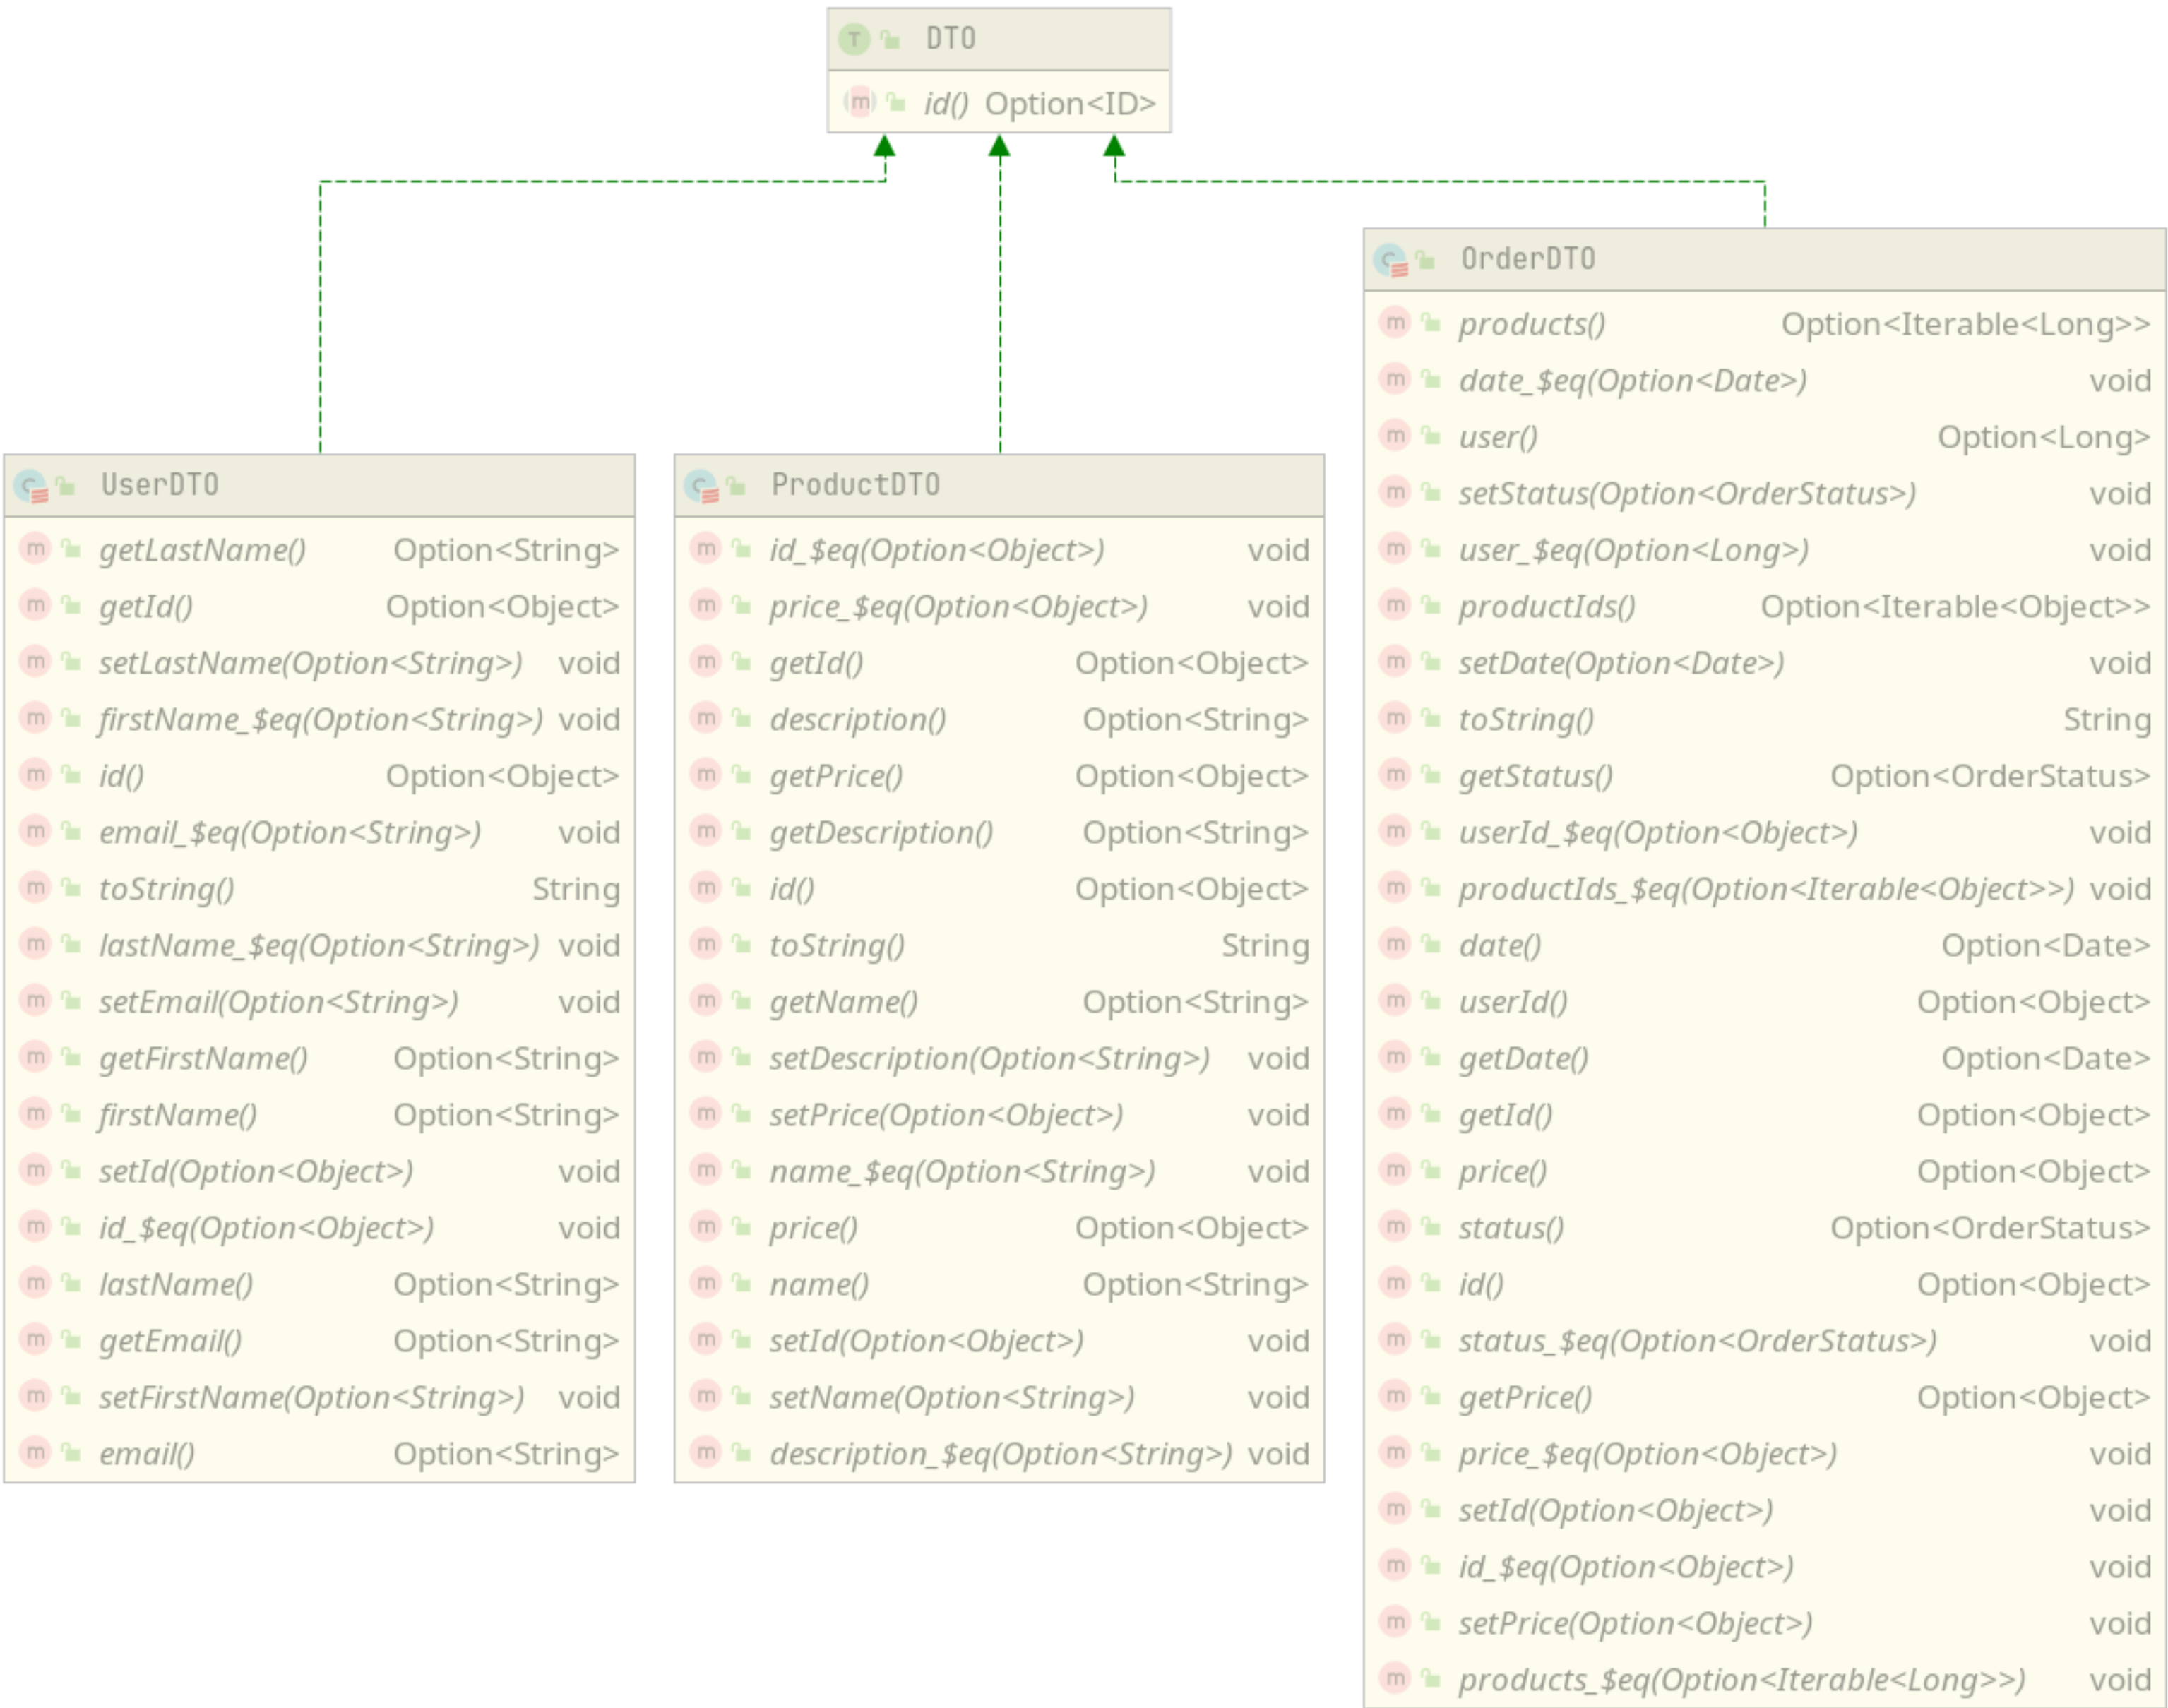 DTO
id() Option<ID>
UserDTO
getLastName() Option<String>
getId() Option<Object>
setLastName(Option<String>) void
firstName_$eq(Option<String>) void
id() Option<Object>
email_$eq(Option<String>) void
toString() String
lastName_$eq(Option<String>) void
setEmail(Option<String>) void
getFirstName() Option<String>
firstName() Option<String>
setId(Option<Object>) void
id_$eq(Option<Object>) void
lastName() Option<String>
getEmail() Option<String>
setFirstName(Option<String>) void
email() Option<String>
ProductDTO
id_$eq(Option<Object>) void
price_$eq(Option<Object>) void
getId() Option<Object>
description() Option<String>
getPrice() Option<Object>
getDescription() Option<String>
id() Option<Object>
toString() String
getName() Option<String>
setDescription(Option<String>) void
setPrice(Option<Object>) void
name_$eq(Option<String>) void
price() Option<Object>
name() Option<String>
setId(Option<Object>) void
setName(Option<String>) void
description_$eq(Option<String>) void
OrderDTO
products() Option<Iterable<Long>>
date_$eq(Option<Date>) void
user() Option<Long>
setStatus(Option<OrderStatus>) void
user_$eq(Option<Long>) void
productIds() Option<Iterable<Object>>
setDate(Option<Date>) void
toString() String
getStatus() Option<OrderStatus>
userId_$eq(Option<Object>) void
productIds_$eq(Option<Iterable<Object>>) void
date() Option<Date>
userId() Option<Object>
getDate() Option<Date>
getId() Option<Object>
price() Option<Object>
status() Option<OrderStatus>
id() Option<Object>
status_$eq(Option<OrderStatus>) void
getPrice() Option<Object>
price_$eq(Option<Object>) void
setId(Option<Object>) void
id_$eq(Option<Object>) void
setPrice(Option<Object>) void
products_$eq(Option<Iterable<Long>>) void